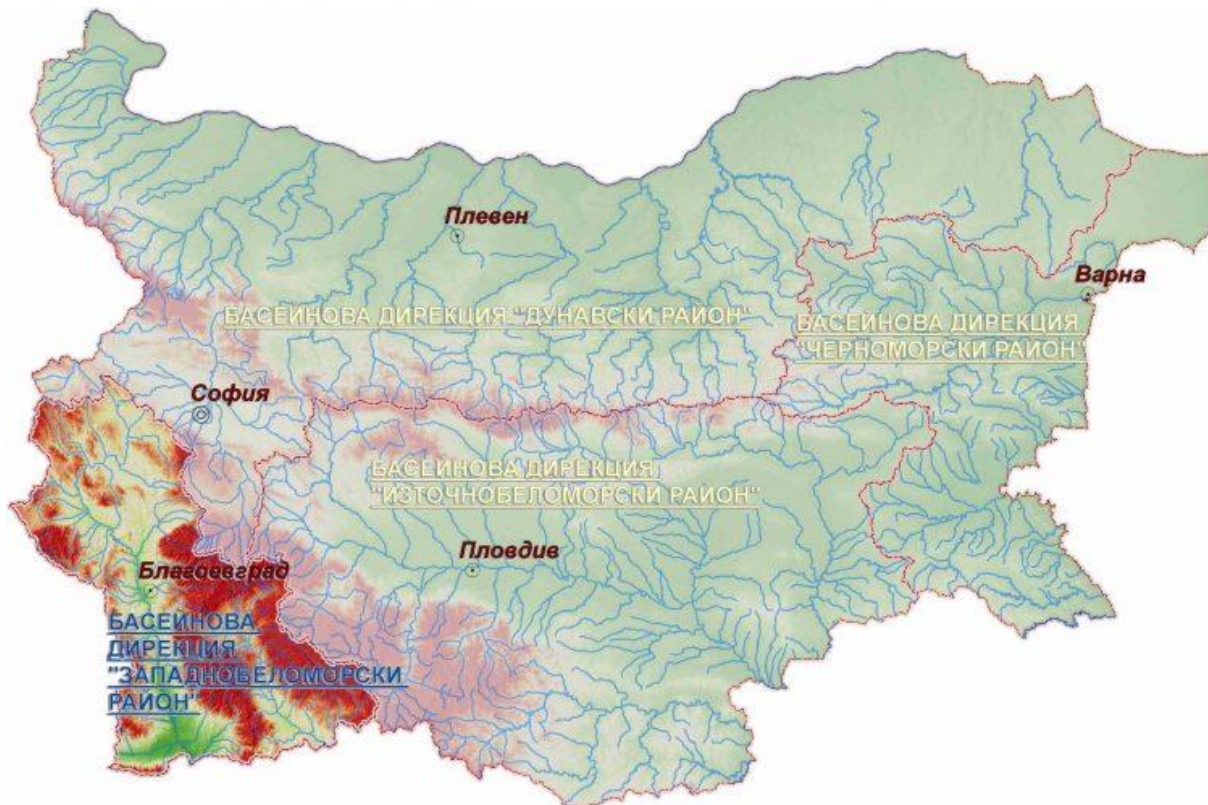 Плевен
Варна
БАСЕЙНОВА ДИРЕКЦИЯ "ДУНАВСКИ РАЙОН"
БАСЕЙНОВА ДИРЕКЦИЯ
"ЧЕРНОМОРСКИ РАЙОН"
София
БАСЕЙНОВА ДИРЕКЦИЯ
"ИЗТОЧНОБЕЛОМОРСКИ РАЙОН"
Пловдив
Благоевград
БАСЕЙНОВА
ДИРЕКЦИЯ
"ЗАПАДНОБЕЛОМОРСКИ
РАЙОН"